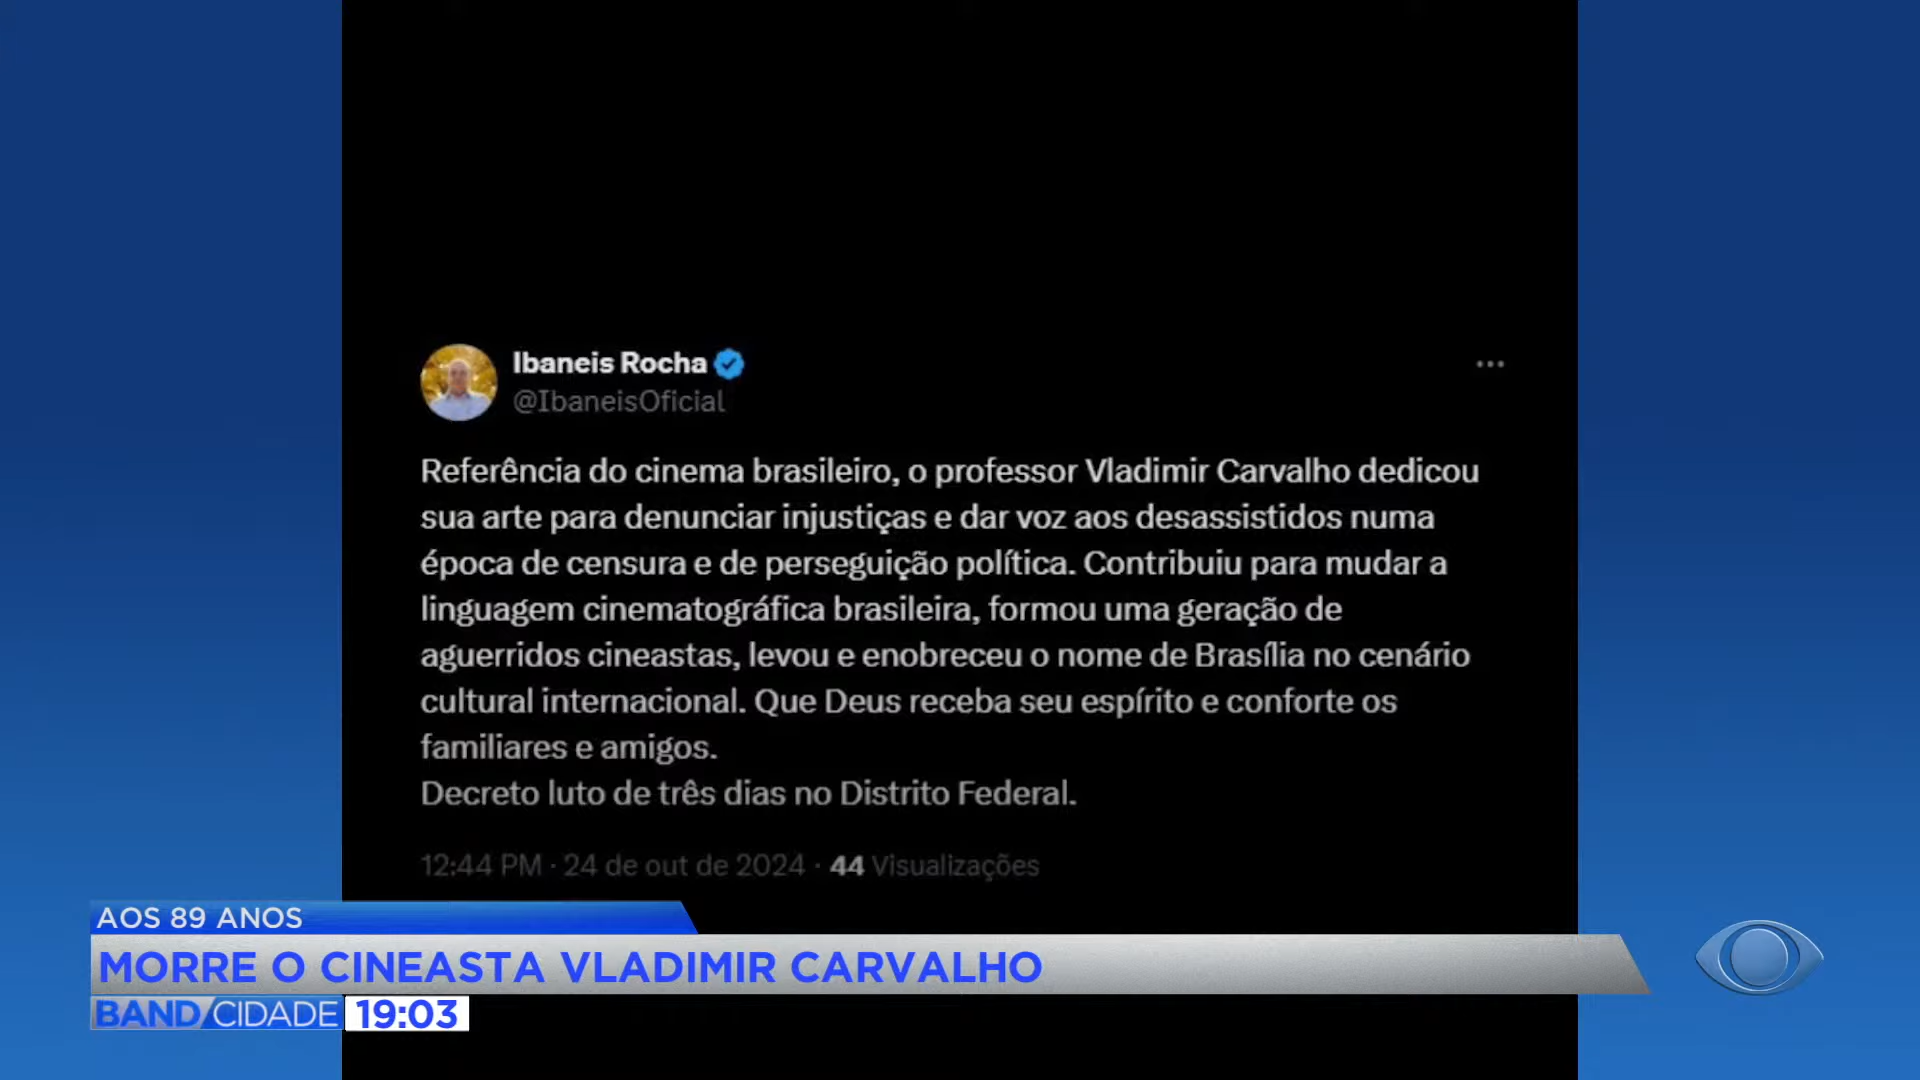 Ibaneis Rocha
@IbaneisOficial
Referência do cinema brasileiro, o professor Vladimir Carvalho dedicou
sua arte para denunciar injustiças e dar voz aos desassistidos numa
época de censura e de perseguição política. Contribuiu para mudar a
linguagem cinematográfica brasileira, formou uma geração de
aguerridos cineastas, levou e enobreceu o nome de Brasília no cenário
cultural internacional. Que Deus receba seu espírito e conforte os
familiares e amigos.
Decreto luto de três dias no Distrito Federal.
12:44 PM · 24 de out de 2024 · 44 Visualizações
AOS 89 ANOS
MORRE O CINEASTA VLADIMIR CARVALHO
BAND/CIDADE 19:03